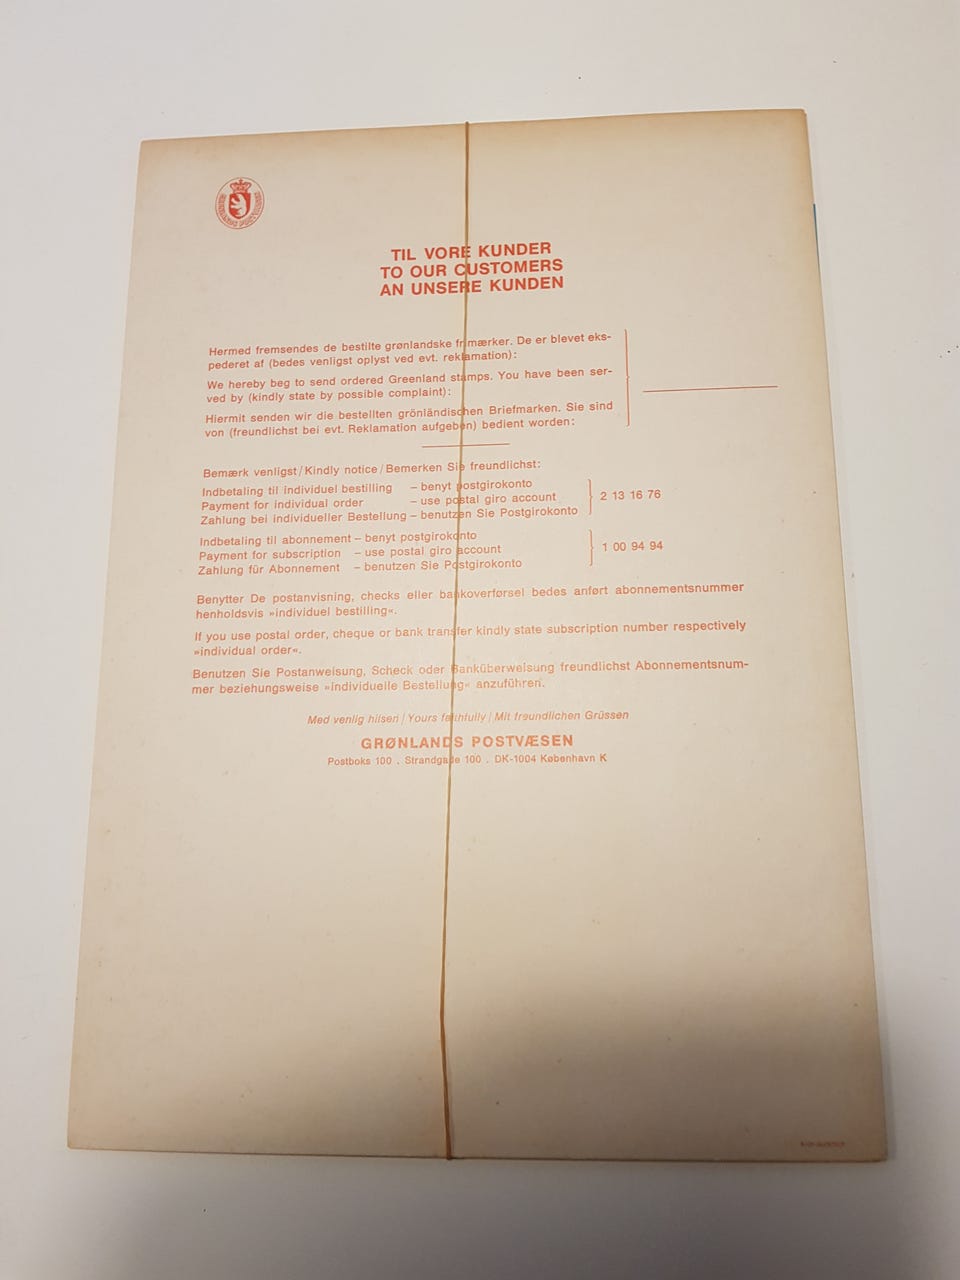 TIL VORE KUNDER
TO OUR CUSTOMERS
AN UNSERE KUNDEN
Hermed fremsendes de bestilte grønlandske frimærker. De er blevet eks-
pederet af (bedes venligst oplyst ved evt. reklamation):
We hereby beg to send ordered Greenland stamps. You have been ser-
ved by (kindly state by possible complaint):
Hiermit senden wir die bestellten grönländischen Briefmarken. Sie sind
von (freundlichst bei evt. Reklamation aufgeben) bedient worden:
Bemærk venligst/Kindly notice/Bemerken Sie freundlichst:
Indbetaling til individuel bestilling – benyt postgirokonto
Payment for individual order – use postal giro account 2 13 16 76
Zahlung bei individueller Bestellung – benutzen Sie Postgirokonto
Indbetaling til abonnement – benyt postgirokonto
Payment for subscription – use postal giro account 1 00 94 94
Zahlung für Abonnement – benutzen Sie Postgirokonto
Benytter De postanvisning, checks eller bankoverførsel bedes anført abonnementsnummer
henholdsvis »individuel bestilling«.
If you use postal order, cheque or bank transfer kindly state subscription number respectively
»individual order«.
Benutzen Sie Postanweisung, Scheck oder Banküberweisung freundlichst Abonnementsnum-
mer beziehungsweise »individuelle Bestellung« anzuführen.
Med venlig hilsen / Yours faithfully / Mit freundlichen Grüssen
GRØNLANDS POSTVÆSEN
Postboks 100 . Strandgade 100 . DK-1004 København K